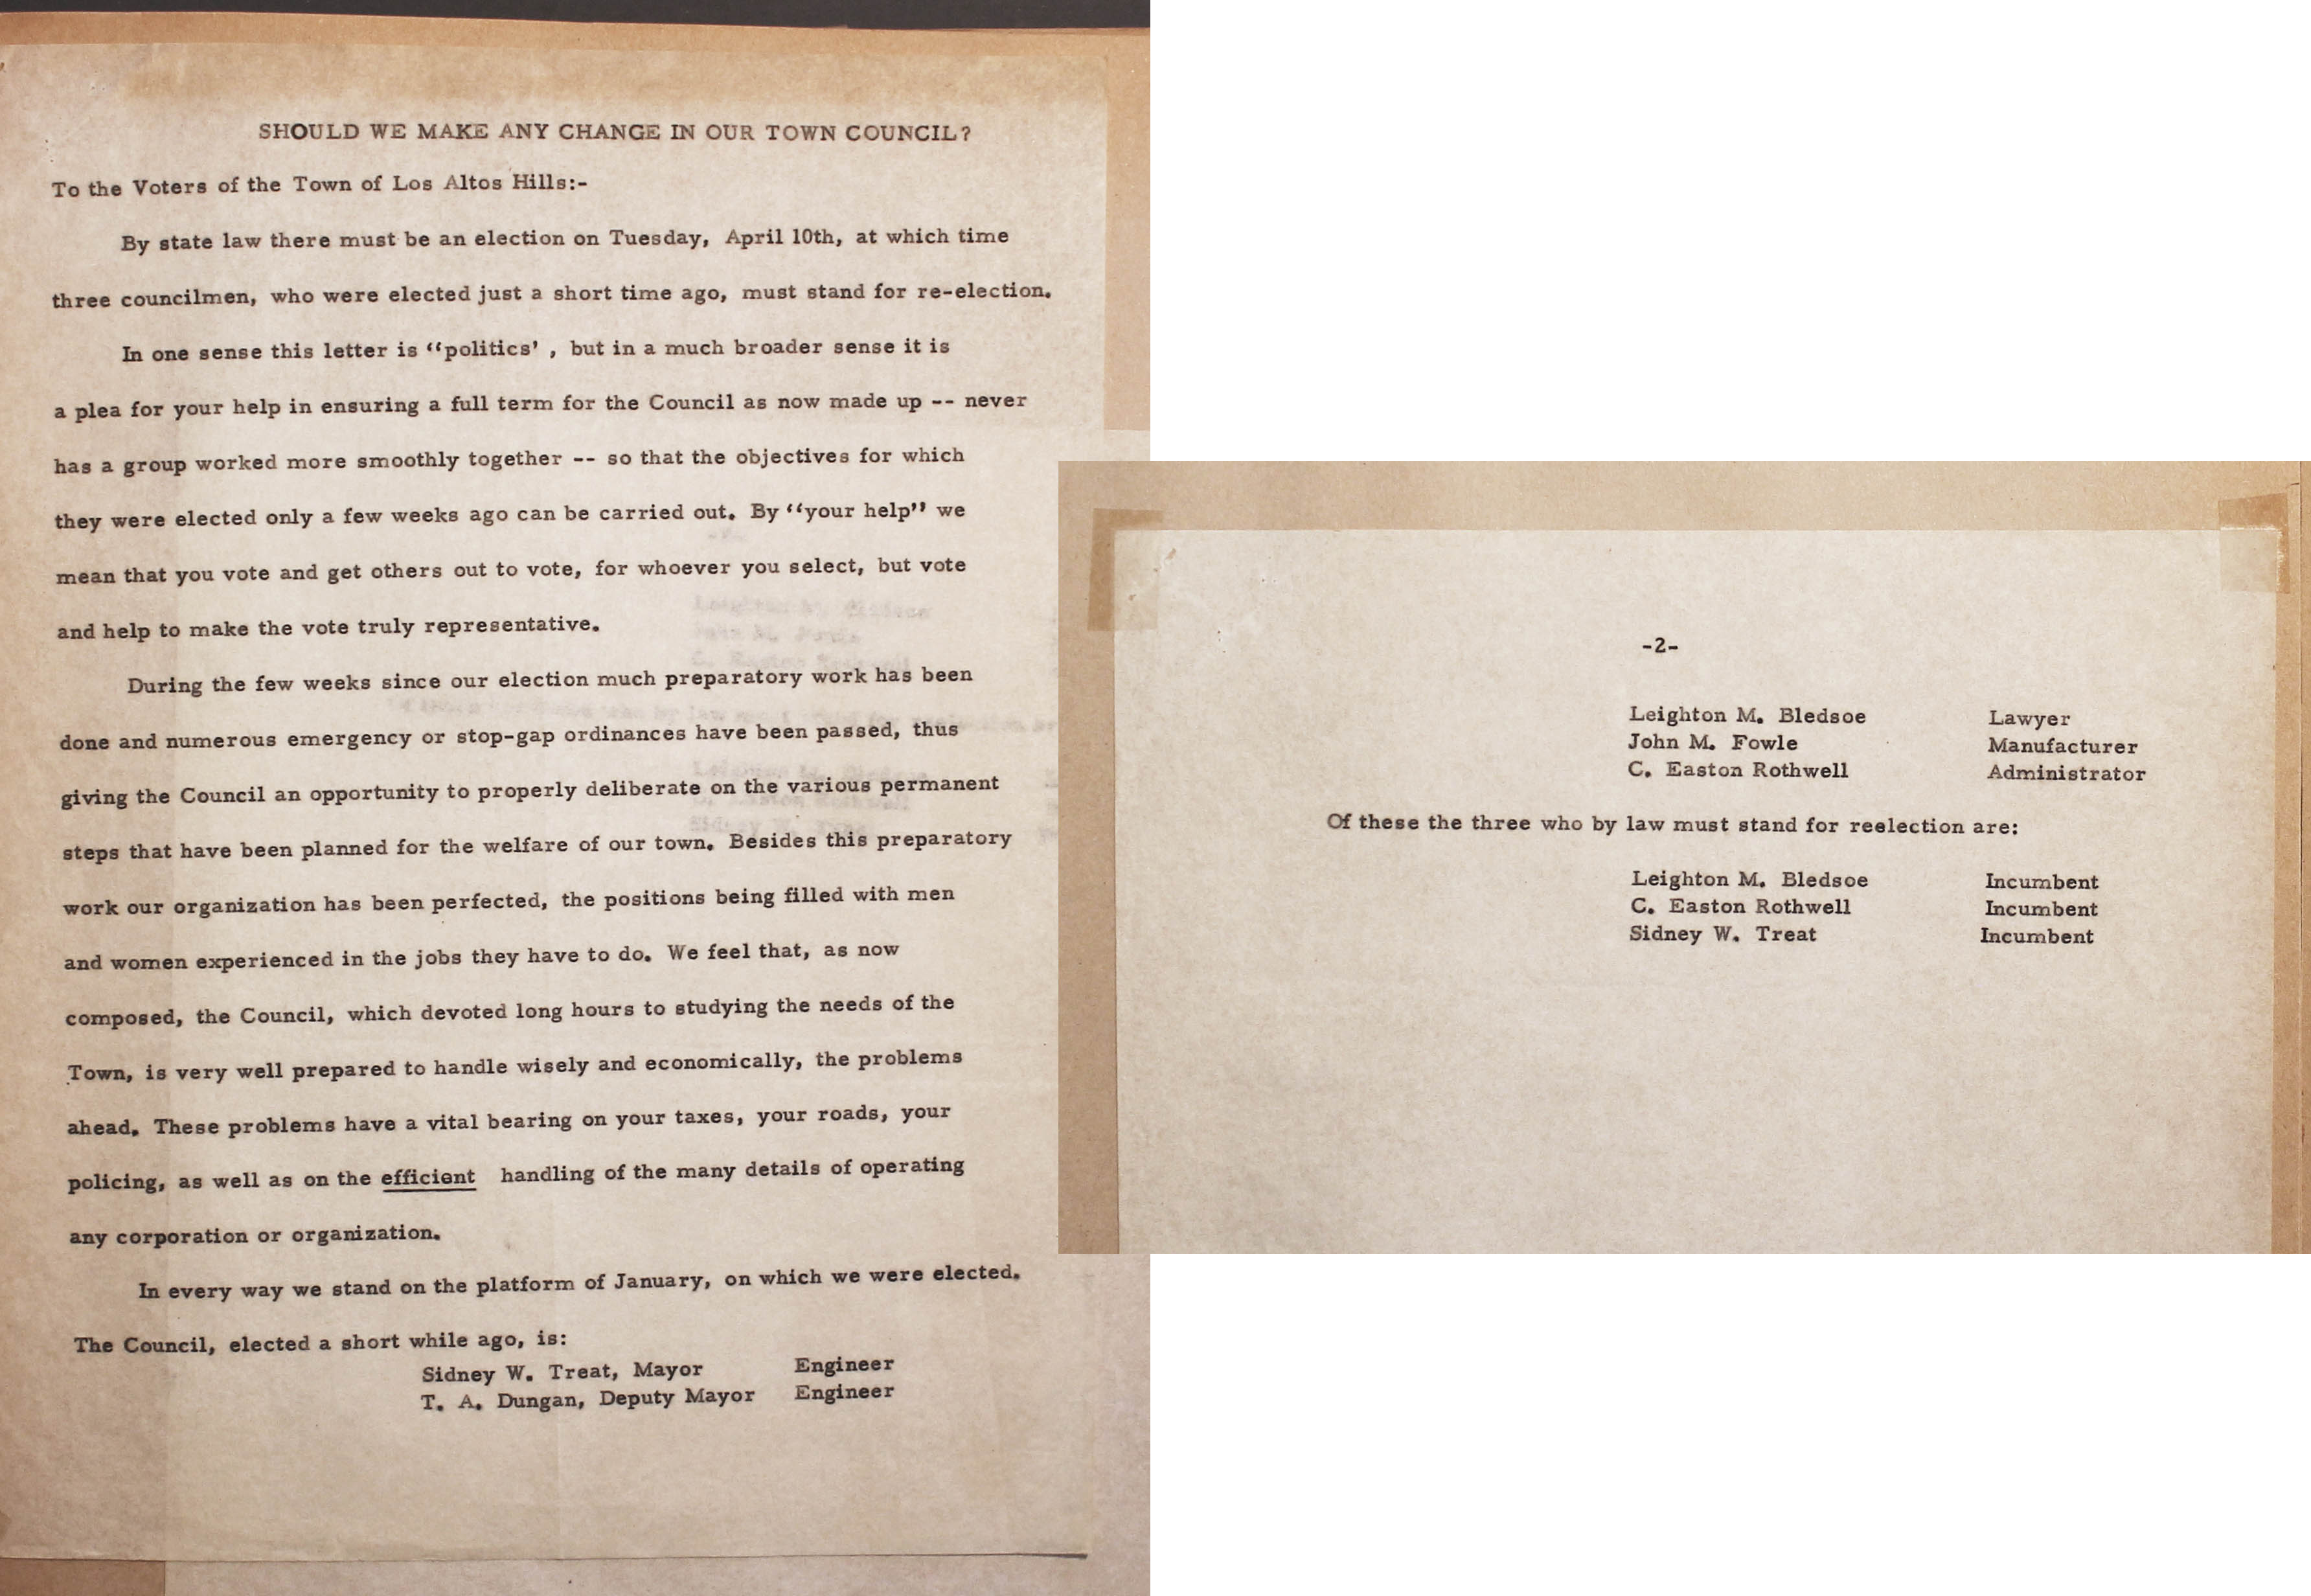 SHOULD WE MAKE ANY CHANGE IN OUR TOWN COUNCIL?
To the Voters of the Town of Los Altos Hills:-
By state law there must be an election on Tuesday, April 10th, at which time
three councilmen, who were elected just a short time ago, must stand for re-election.
In one sense this letter is “politics’ , but in a much broader sense it is
a plea for your help in ensuring a full term for the Council as now made up -- never
has a group worked more smoothly together -- so that the objectives for which
they were elected only a few weeks ago can be carried out. By “your help” we
mean that you vote and get others out to vote, for whoever you select, but vote
and help to make the vote truly representative.
During the few weeks since our election much preparatory work has been
done and numerous emergency or stop-gap ordinances have been passed, thus
giving the Council an opportunity to properly deliberate on the various permanent
steps that have been planned for the welfare of our town. Besides this preparatory
work our organization has been perfected, the positions being filled with men
and women experienced in the jobs they have to do. We feel that, as now
composed, the Council, which devoted long hours to studying the needs of the
Town, is very well prepared to handle wisely and economically, the problems
ahead. These problems have a vital bearing on your taxes, your roads, your
policing, as well as on the efficient handling of the many details of operating
any corporation or organization.
In every way we stand on the platform of January, on which we were elected.
The Council, elected a short while ago, is:
Sidney W. Treat, Mayor Engineer
T. A. Dungan, Deputy Mayor Engineer
-2-
Leighton M. Bledsoe Lawyer
John M. Fowle Manufacturer
C. Easton Rothwell Administrator
Of these the three who by law must stand for reelection are:
Leighton M. Bledsoe Incumbent
C. Easton Rothwell Incumbent
Sidney W. Treat Incumbent